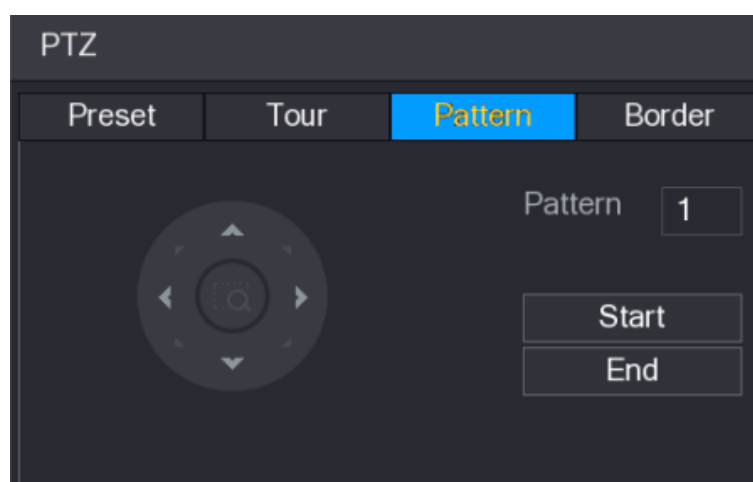 PTZ
Preset Tour Pattern Border
Pattern 1
Start
End